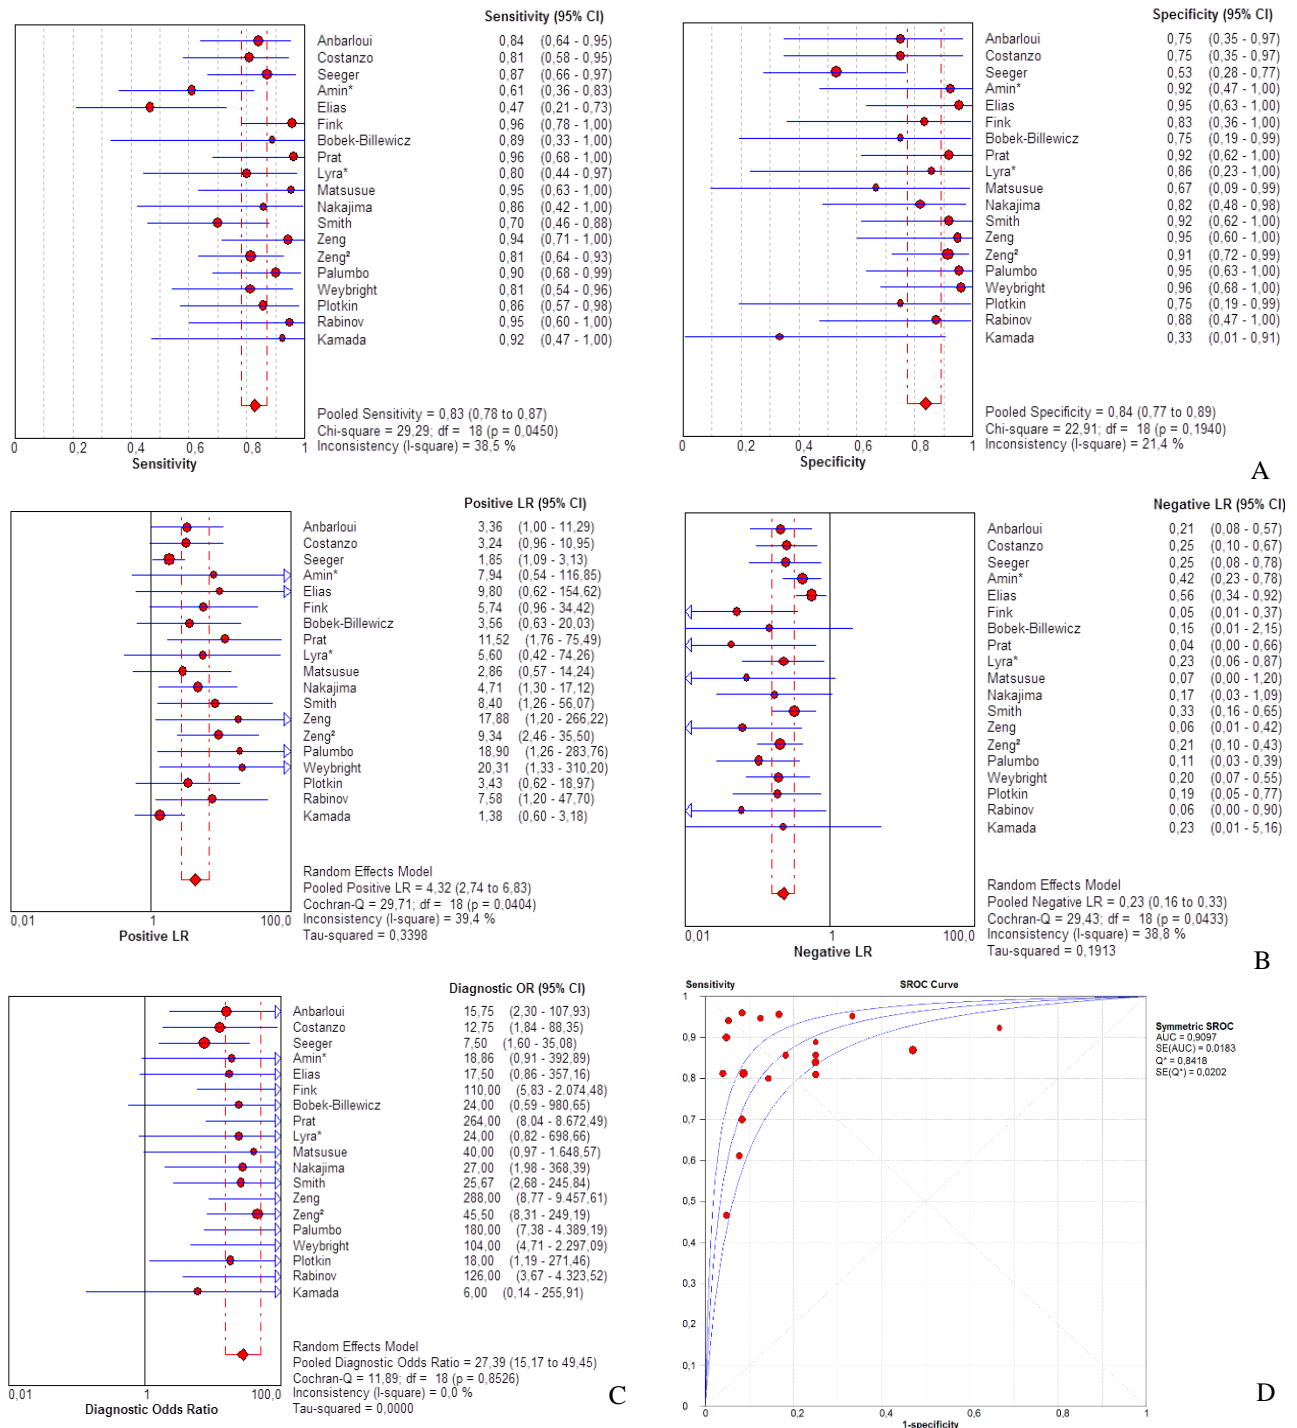 Sensitivity (95% CI)
Anbarloui 0,84 (0,64 - 0,95)
Costanzo 0,81 (0,58 - 0,95)
Seeger 0,87 (0,66 - 0,97)
Amin* 0,61 (0,36 - 0,83)
Elias 0,47 (0,21 - 0,73)
Fink 0,96 (0,78 - 1,00)
Bobek-Billewicz 0,89 (0,33 - 1,00)
Prat 0,96 (0,68 - 1,00)
Lyra* 0,80 (0,44 - 0,97)
Matsusue 0,95 (0,63 - 1,00)
Nakajima 0,86 (0,42 - 1,00)
Smith 0,70 (0,46 - 0,88)
Zeng 0,94 (0,71 - 1,00)
Zeng² 0,81 (0,64 - 0,93)
Palumbo 0,90 (0,68 - 0,99)
Weybright 0,81 (0,54 - 0,96)
Plotkin 0,86 (0,57 - 0,98)
Rabinov 0,95 (0,60 - 1,00)
Kamada 0,92 (0,47 - 1,00)
Pooled Sensitivity = 0,83 (0,78 to 0,87)
Chi-square = 29,29; df = 18 (p = 0,0450)
Inconsistency (I-square) = 38,5 %
0 0,2 0,4 0,6 0,8 1
Sensitivity
Specificity (95% CI)
Anbarloui 0,75 (0,35 - 0,97)
Costanzo 0,75 (0,35 - 0,97)
Seeger 0,53 (0,28 - 0,77)
Amin* 0,92 (0,47 - 1,00)
Elias 0,95 (0,63 - 1,00)
Fink 0,83 (0,36 - 1,00)
Bobek-Billewicz 0,75 (0,19 - 0,99)
Prat 0,92 (0,62 - 1,00)
Lyra* 0,86 (0,23 - 1,00)
Matsusue 0,67 (0,09 - 0,99)
Nakajima 0,82 (0,48 - 0,98)
Smith 0,92 (0,62 - 1,00)
Zeng 0,95 (0,60 - 1,00)
Zeng² 0,91 (0,72 - 0,99)
Palumbo 0,95 (0,63 - 1,00)
Weybright 0,96 (0,68 - 1,00)
Plotkin 0,75 (0,19 - 0,99)
Rabinov 0,88 (0,47 - 1,00)
Kamada 0,33 (0,01 - 0,91)
Pooled Specificity = 0,84 (0,77 to 0,89)
Chi-square = 22,91; df = 18 (p = 0,1940)
Inconsistency (I-square) = 21,4 %
0 0,2 0,4 0,6 0,8 1
Specificity
A
Positive LR (95% CI)
Anbarloui 3,36 (1,00 - 11,29)
Costanzo 3,24 (0,96 - 10,95)
Seeger 1,85 (1,09 - 3,13)
Amin* 7,94 (0,54 - 116,85)
Elias 9,80 (0,62 - 154,62)
Fink 5,74 (0,96 - 34,42)
Bobek-Billewicz 3,56 (0,63 - 20,03)
Prat 11,52 (1,76 - 75,49)
Lyra* 5,60 (0,42 - 74,26)
Matsusue 2,86 (0,57 - 14,24)
Nakajima 4,71 (1,30 - 17,12)
Smith 8,40 (1,26 - 56,07)
Zeng 17,88 (1,20 - 266,22)
Zeng² 9,34 (2,46 - 35,50)
Palumbo 18,90 (1,26 - 283,76)
Weybright 20,31 (1,33 - 310,20)
Plotkin 3,43 (0,62 - 18,97)
Rabinov 7,58 (1,20 - 47,70)
Kamada 1,38 (0,60 - 3,18)
Random Effects Model
Pooled Positive LR = 4,32 (2,74 to 6,83)
Cochran-Q = 29,71; df = 18 (p = 0,0404)
Inconsistency (I-square) = 39,4 %
Tau-squared = 0,3398
0,01 1 100,0
Positive LR
Negative LR (95% CI)
Anbarloui 0,21 (0,08 - 0,57)
Costanzo 0,25 (0,10 - 0,67)
Seeger 0,25 (0,08 - 0,78)
Amin* 0,42 (0,23 - 0,78)
Elias 0,56 (0,34 - 0,92)
Fink 0,05 (0,01 - 0,37)
Bobek-Billewicz 0,15 (0,01 - 2,15)
Prat 0,04 (0,00 - 0,66)
Lyra* 0,23 (0,06 - 0,87)
Matsusue 0,07 (0,00 - 1,20)
Nakajima 0,17 (0,03 - 1,09)
Smith 0,33 (0,16 - 0,65)
Zeng 0,06 (0,01 - 0,42)
Zeng² 0,21 (0,10 - 0,43)
Palumbo 0,11 (0,03 - 0,39)
Weybright 0,20 (0,07 - 0,55)
Plotkin 0,19 (0,05 - 0,77)
Rabinov 0,06 (0,00 - 0,90)
Kamada 0,23 (0,01 - 5,16)
Random Effects Model
Pooled Negative LR = 0,23 (0,16 to 0,33)
Cochran-Q = 29,43; df = 18 (p = 0,0433)
Inconsistency (I-square) = 38,8 %
Tau-squared = 0,1913
0,01 1 100,0
Negative LR
B
Diagnostic OR (95% CI)
Anbarloui 15,75 (2,30 - 107,93)
Costanzo 12,75 (1,84 - 88,35)
Seeger 7,50 (1,60 - 35,08)
Amin* 18,86 (0,91 - 392,89)
Elias 17,50 (0,86 - 357,16)
Fink 110,00 (5,83 - 2.074,48)
Bobek-Billewicz 24,00 (0,59 - 980,65)
Prat 264,00 (8,04 - 8.672,49)
Lyra* 24,00 (0,82 - 698,66)
Matsusue 40,00 (0,97 - 1.648,57)
Nakajima 27,00 (1,98 - 368,39)
Smith 25,67 (2,68 - 245,84)
Zeng 288,00 (8,77 - 9.457,61)
Zeng² 45,50 (8,31 - 249,19)
Palumbo 180,00 (7,38 - 4.389,19)
Weybright 104,00 (4,71 - 2.297,09)
Plotkin 18,00 (1,19 - 271,46)
Rabinov 126,00 (3,67 - 4.323,52)
Kamada 6,00 (0,14 - 255,91)
Random Effects Model
Pooled Diagnostic Odds Ratio = 27,39 (15,17 to 49,45)
Cochran-Q = 11,89; df = 18 (p = 0,8526)
Inconsistency (I-square) = 0,0 %
Tau-squared = 0,0000
0,01 1 100,0
Diagnostic Odds Ratio
C
Sensitivity
SROC Curve
1
0,9
0,8
0,7
0,6
0,5
0,4
0,3
0,2
0,1
0
0 0,2 0,4 0,6 0,8 1
1-specificity
Symmetric SROC
AUC = 0,9097
SE(AUC) = 0,0183
Q* = 0,8418
SE(Q*) = 0,0202
D